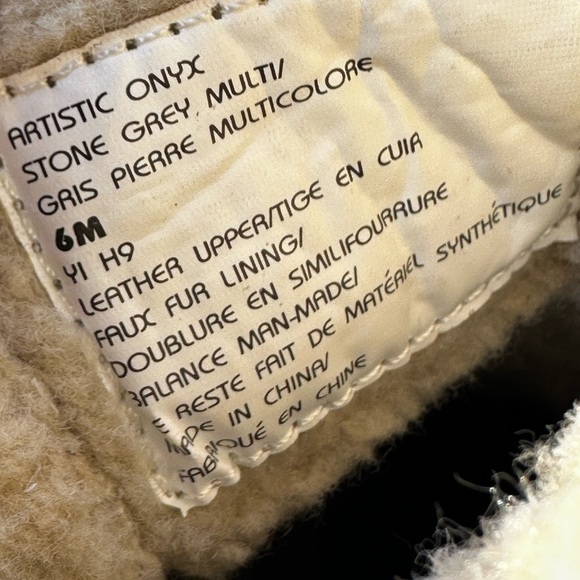 ARTISTIC ONYX
STONE GREY MULTI/
GRIS PIERRE MULTICOLORE
6M
YI H9
LEATHER UPPER/TIGE EN CUIR
FAUX FUR LINING/
DOUBLURE EN SIMILIFOURRURE
BALANCE MAN-MADE/
E RESTE FAIT DE MATÉRIEL SYNTHÉTIQUE
MADE IN CHINA/
FABRIQUÉ EN CHINE